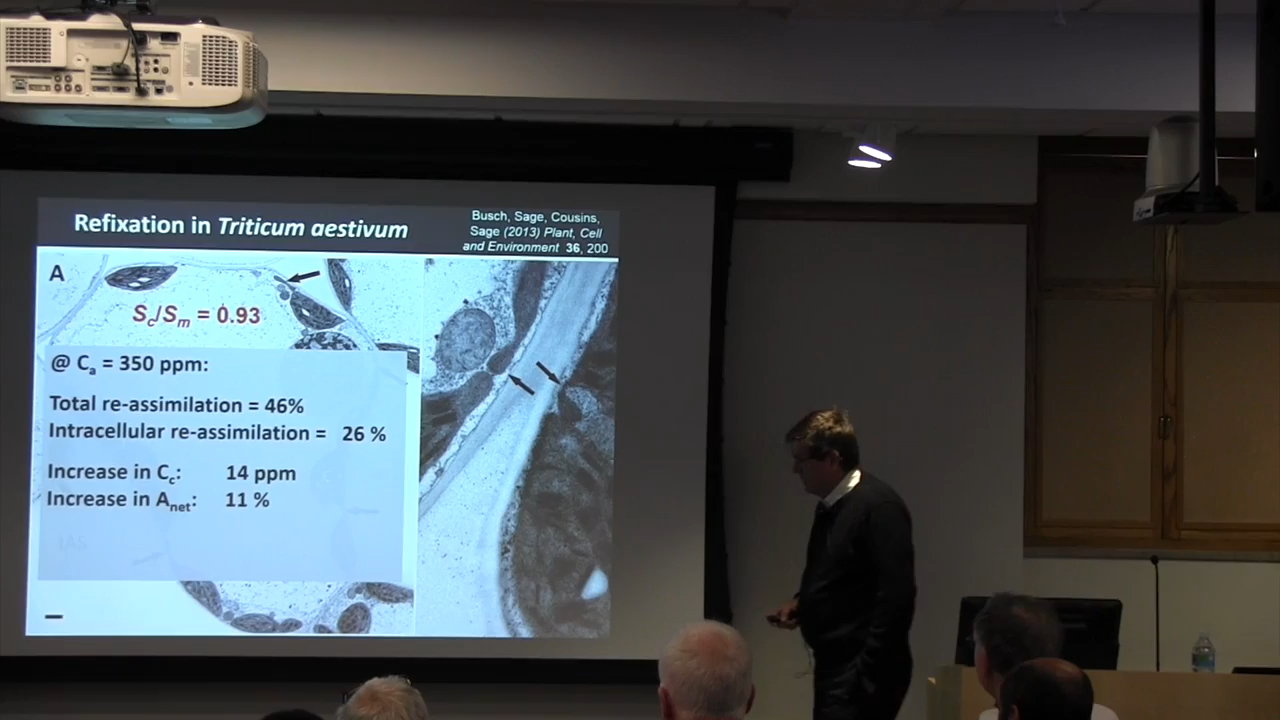 Refixation in Triticum aestivum
Busch, Sage, Cousins,
Sage (2013) Plant, Cell
and Environment 36, 200
A
Sc/Sm = 0.93
@ Ca = 350 ppm:
Total re-assimilation = 46%
Intracellular re-assimilation = 26 %
Increase in Cc: 14 ppm
Increase in Anet: 11 %